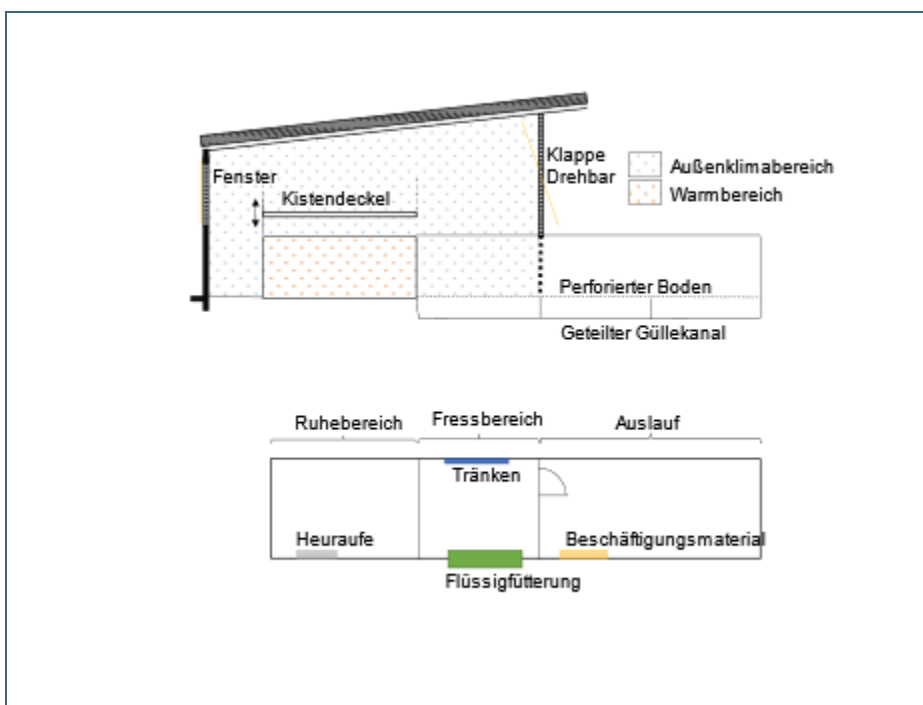 Fenster
Kistendeckel
Klappe
Drehbar
Außenklimabereich
Warmbereich
Perforierter Boden
Geteilter Güllekanal
Ruhebereich
Fressbereich
Auslauf
Tränken
Heuraufe
Beschäftigungsmaterial
Flüssigfütterung